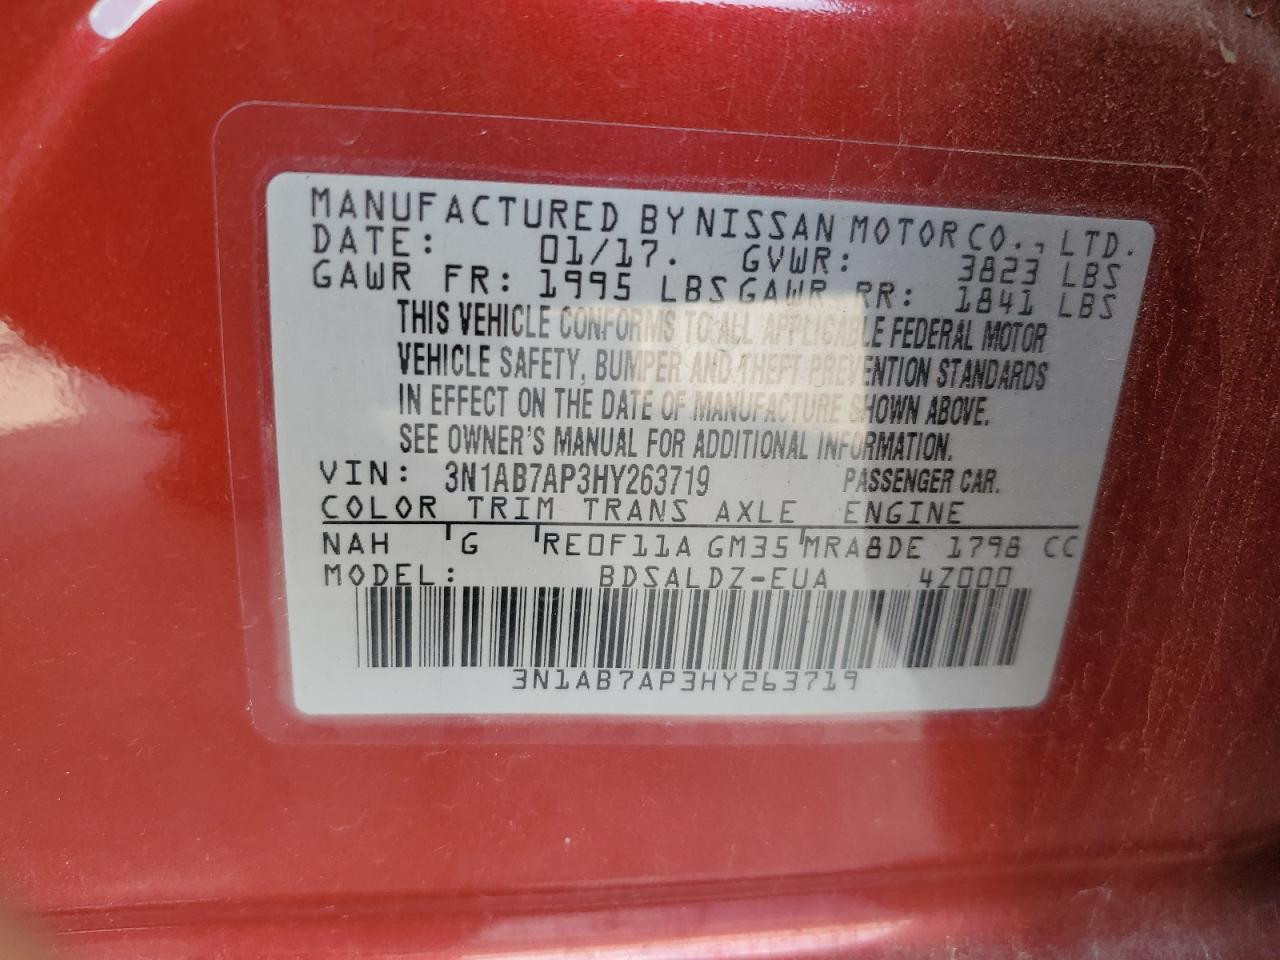 MANUFACTURED BY NISSAN MOTOR CO., LTD.
DATE: 01/17. GVWR: 3823 LBS
GAWR FR: 1995 LBS GAWR RR: 1841 LBS
THIS VEHICLE CONFORMS TO ALL APPLICABLE FEDERAL MOTOR
VEHICLE SAFETY, BUMPER AND THEFT PREVENTION STANDARDS
IN EFFECT ON THE DATE OF MANUFACTURE SHOWN ABOVE.
SEE OWNER'S MANUAL FOR ADDITIONAL INFORMATION.
VIN: 3N1AB7AP3HY263719 PASSENGER CAR.
COLOR TRIM TRANS AXLE ENGINE
NAH G RE0F11A GM35 MRA8DE 1798 CC
MODEL: BDSALDZ-EUA 4Z000
3N1AB7AP3HY263719